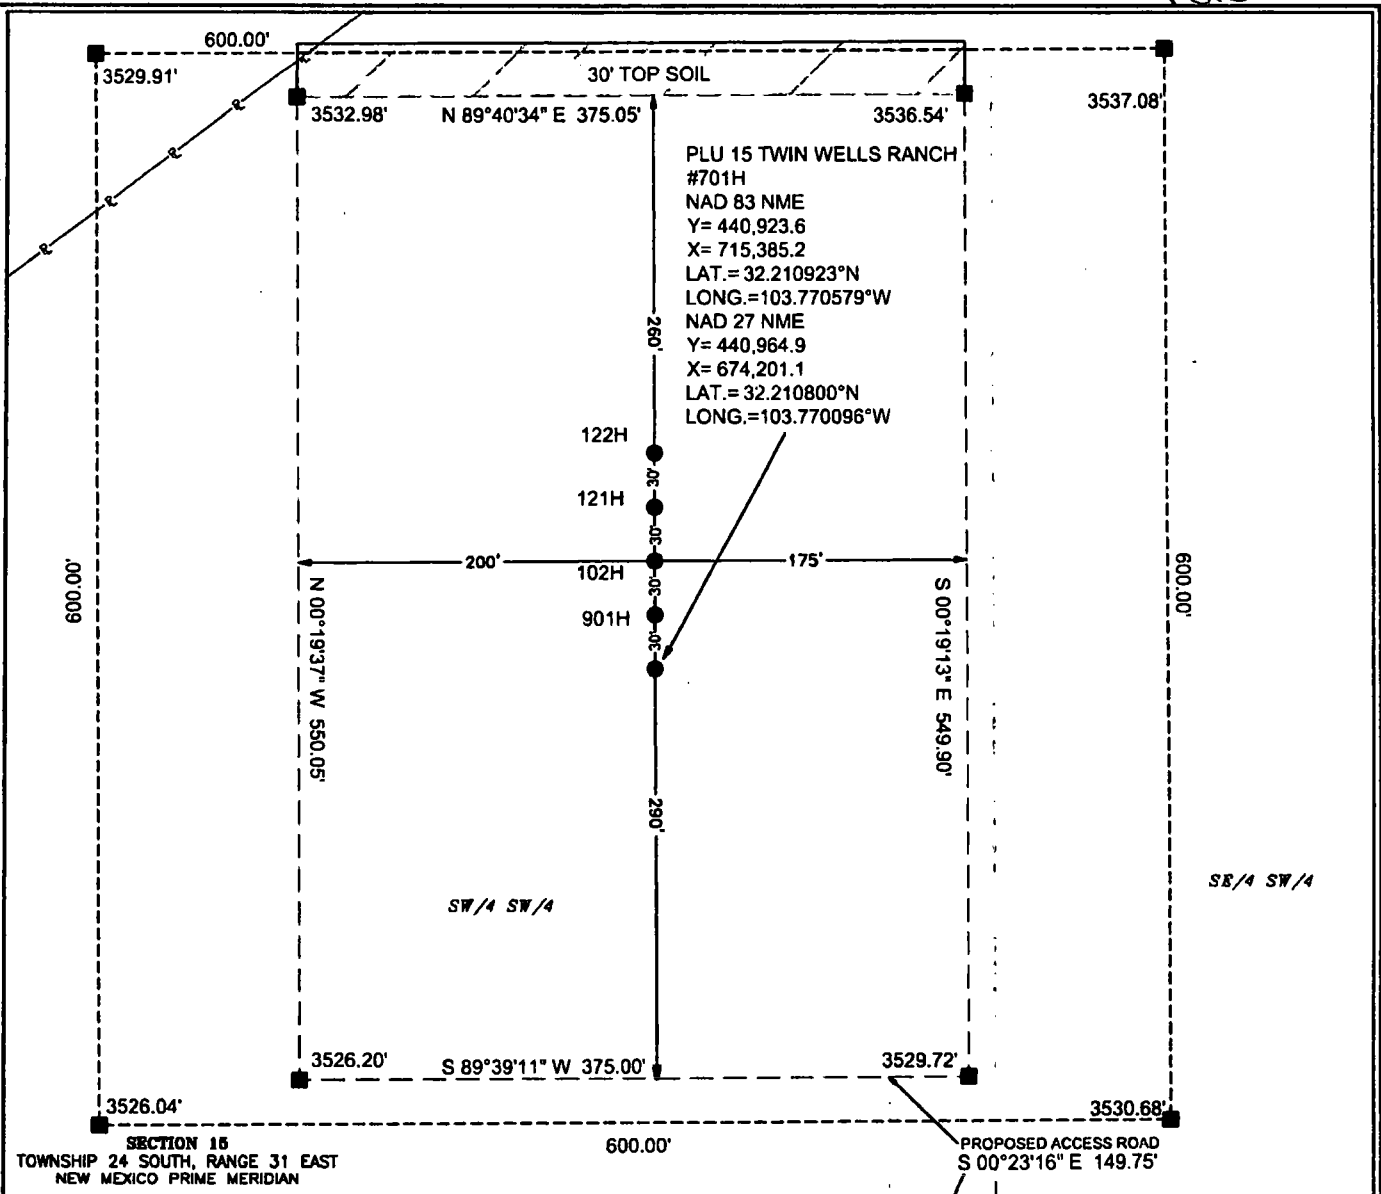 600.00'
3529.91'
30' TOP SOIL
3537.08'
3532.98'
N 89°40'34" E 375.05'
3536.54'
PLU 15 TWIN WELLS RANCH
#701H
NAD 83 NME
Y= 440,923.6
X= 715,385.2
LAT.= 32.210923°N
LONG.=103.770579°W
NAD 27 NME
Y= 440,964.9
X= 674,201.1
LAT.= 32.210800°N
LONG.=103.770096°W
260'
122H
30'
121H
30'
200'
175'
102H
30'
901H
30'
600.00'
N 00°19'37" W 550.05'
S 00°19'13" E 549.90'
600.00'
290'
SE/4 SW/4
SW/4 SW/4
3526.20'
S 89°39'11" W 375.00'
3529.72'
3526.04'
3530.68'
SECTION 15
TOWNSHIP 24 SOUTH, RANGE 31 EAST
NEW MEXICO PRIME MERIDIAN
600.00'
PROPOSED ACCESS ROAD
S 00°23'16" E 149.75'